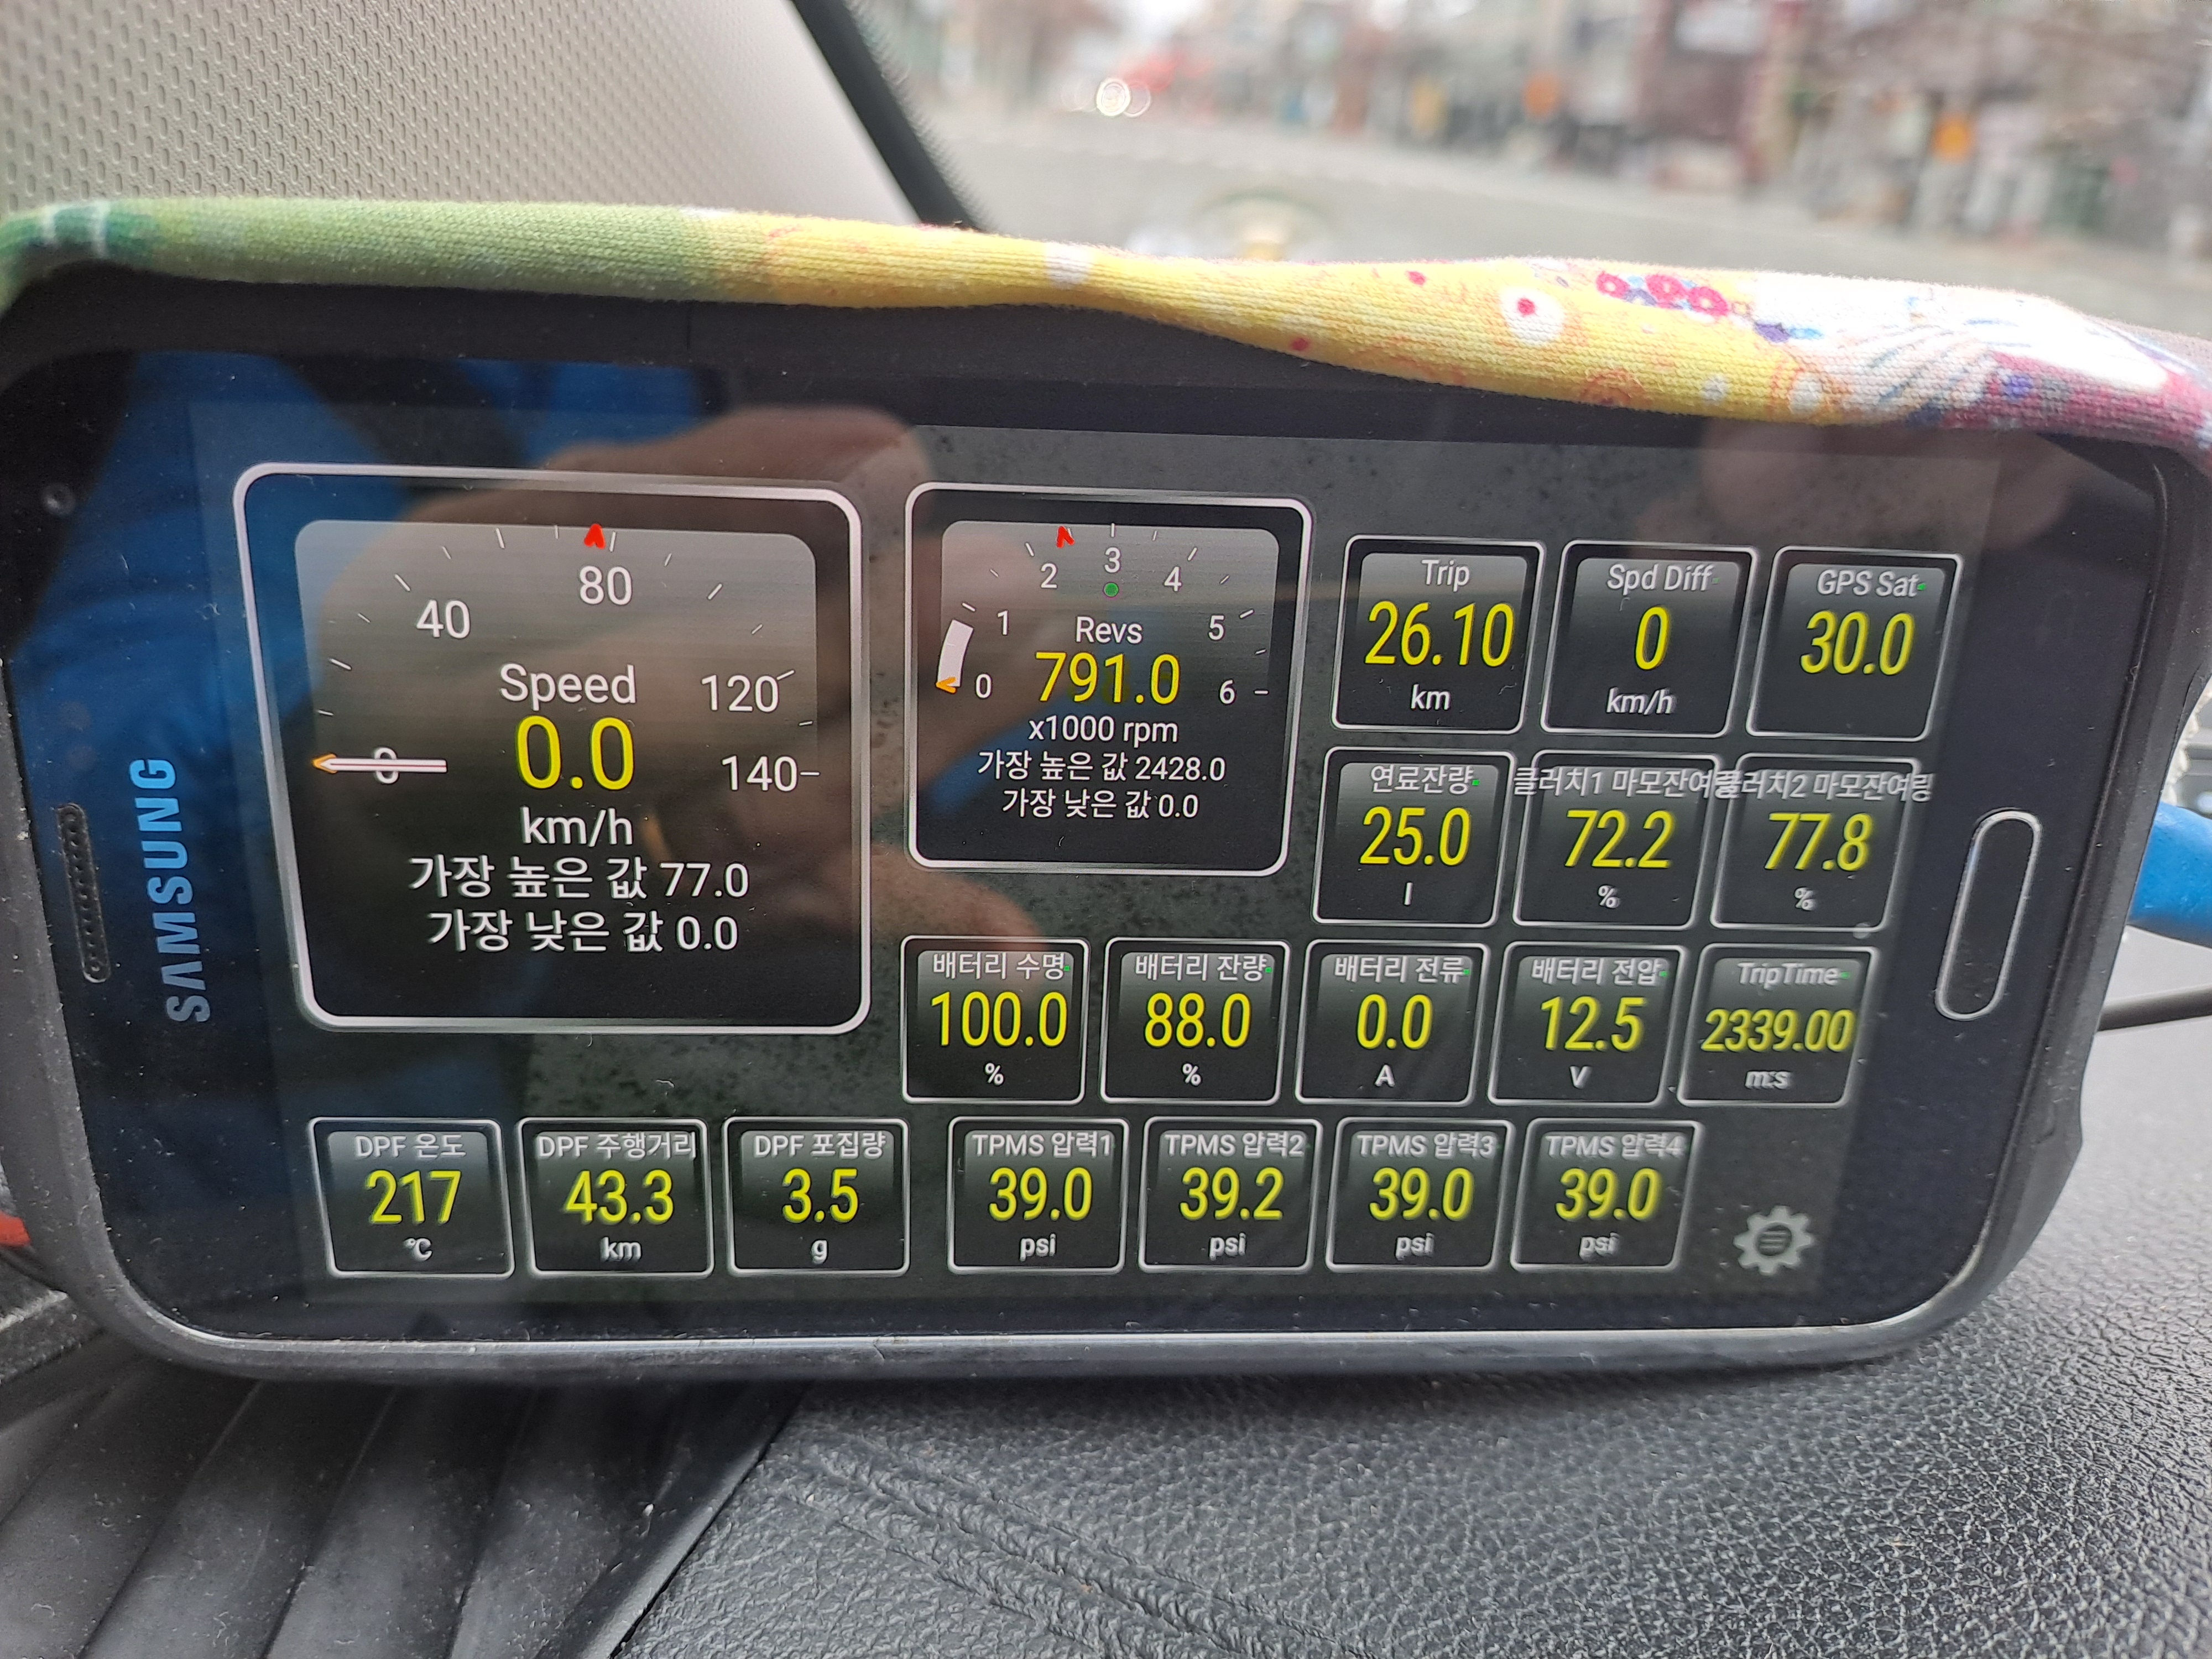 SAMSUNG
40
80
120
0
140
Speed
0.0
km/h
가장 높은 값 77.0
가장 낮은 값 0.0
0
1
2
3
4
5
6
Revs
791.0
x1000 rpm
가장 높은 값 2428.0
가장 낮은 값 0.0
Trip
26.10
km
Spd Diff
0
km/h
GPS Sat
30.0
연료잔량
25.0
l
클러치1 마모잔여
72.2
%
클러치2 마모잔여량
77.8
%
배터리 수명
100.0
%
배터리 잔량
88.0
%
배터리 전류
0.0
A
배터리 전압
12.5
V
TripTime
2339.00
m:s
DPF 온도
217
℃
DPF 주행거리
43.3
km
DPF 포집량
3.5
g
TPMS 압력1
39.0
psi
TPMS 압력2
39.2
psi
TPMS 압력3
39.0
psi
TPMS 압력4
39.0
psi